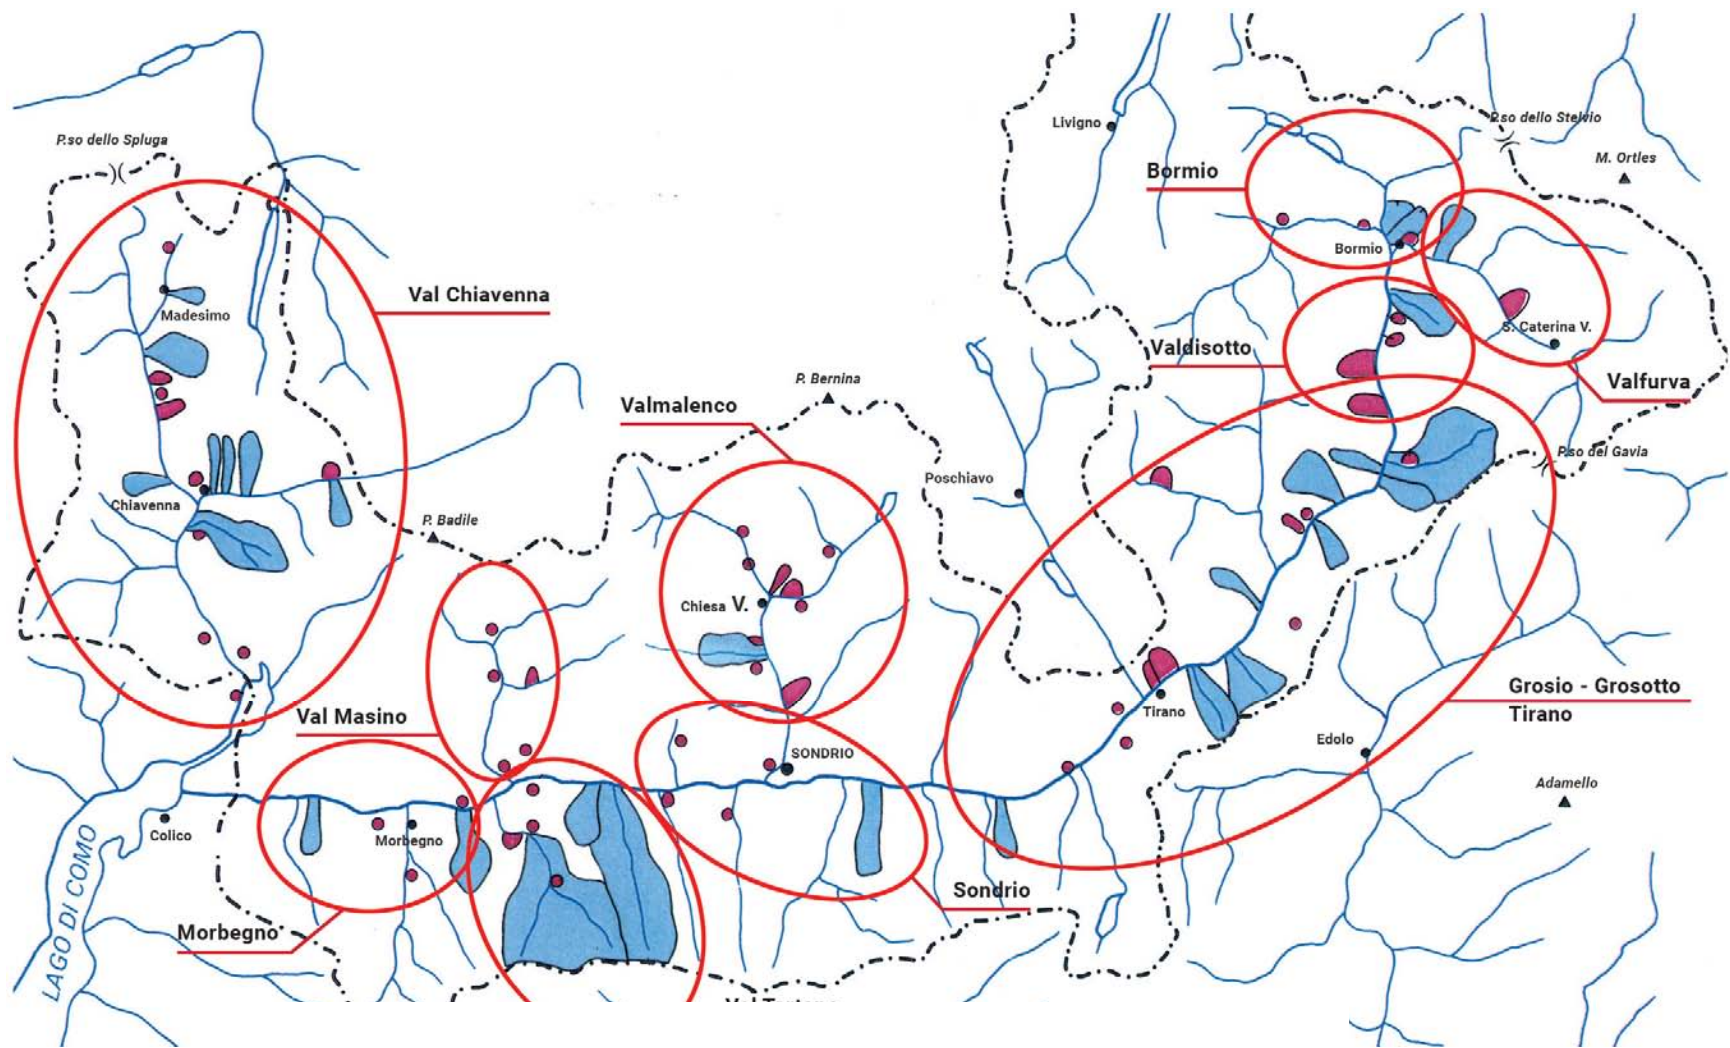 P.so dello Spluga
Livigno
P.so dello Stelvio
M. Ortles
Bormio
Bormio
Val Chiavenna
Madesimo
S. Caterina V.
Valdisotto
Valfurva
P. Bernina
Valmalenco
P.so del Gavia
Poschiavo
Chiavenna
P. Badile
Chiesa V.
Grosio - Grosotto
Tirano
Tirano
Val Masino
Edolo
SONDRIO
Adamello
Colico
Morbegno
Sondrio
Morbegno
LAGO DI COMO